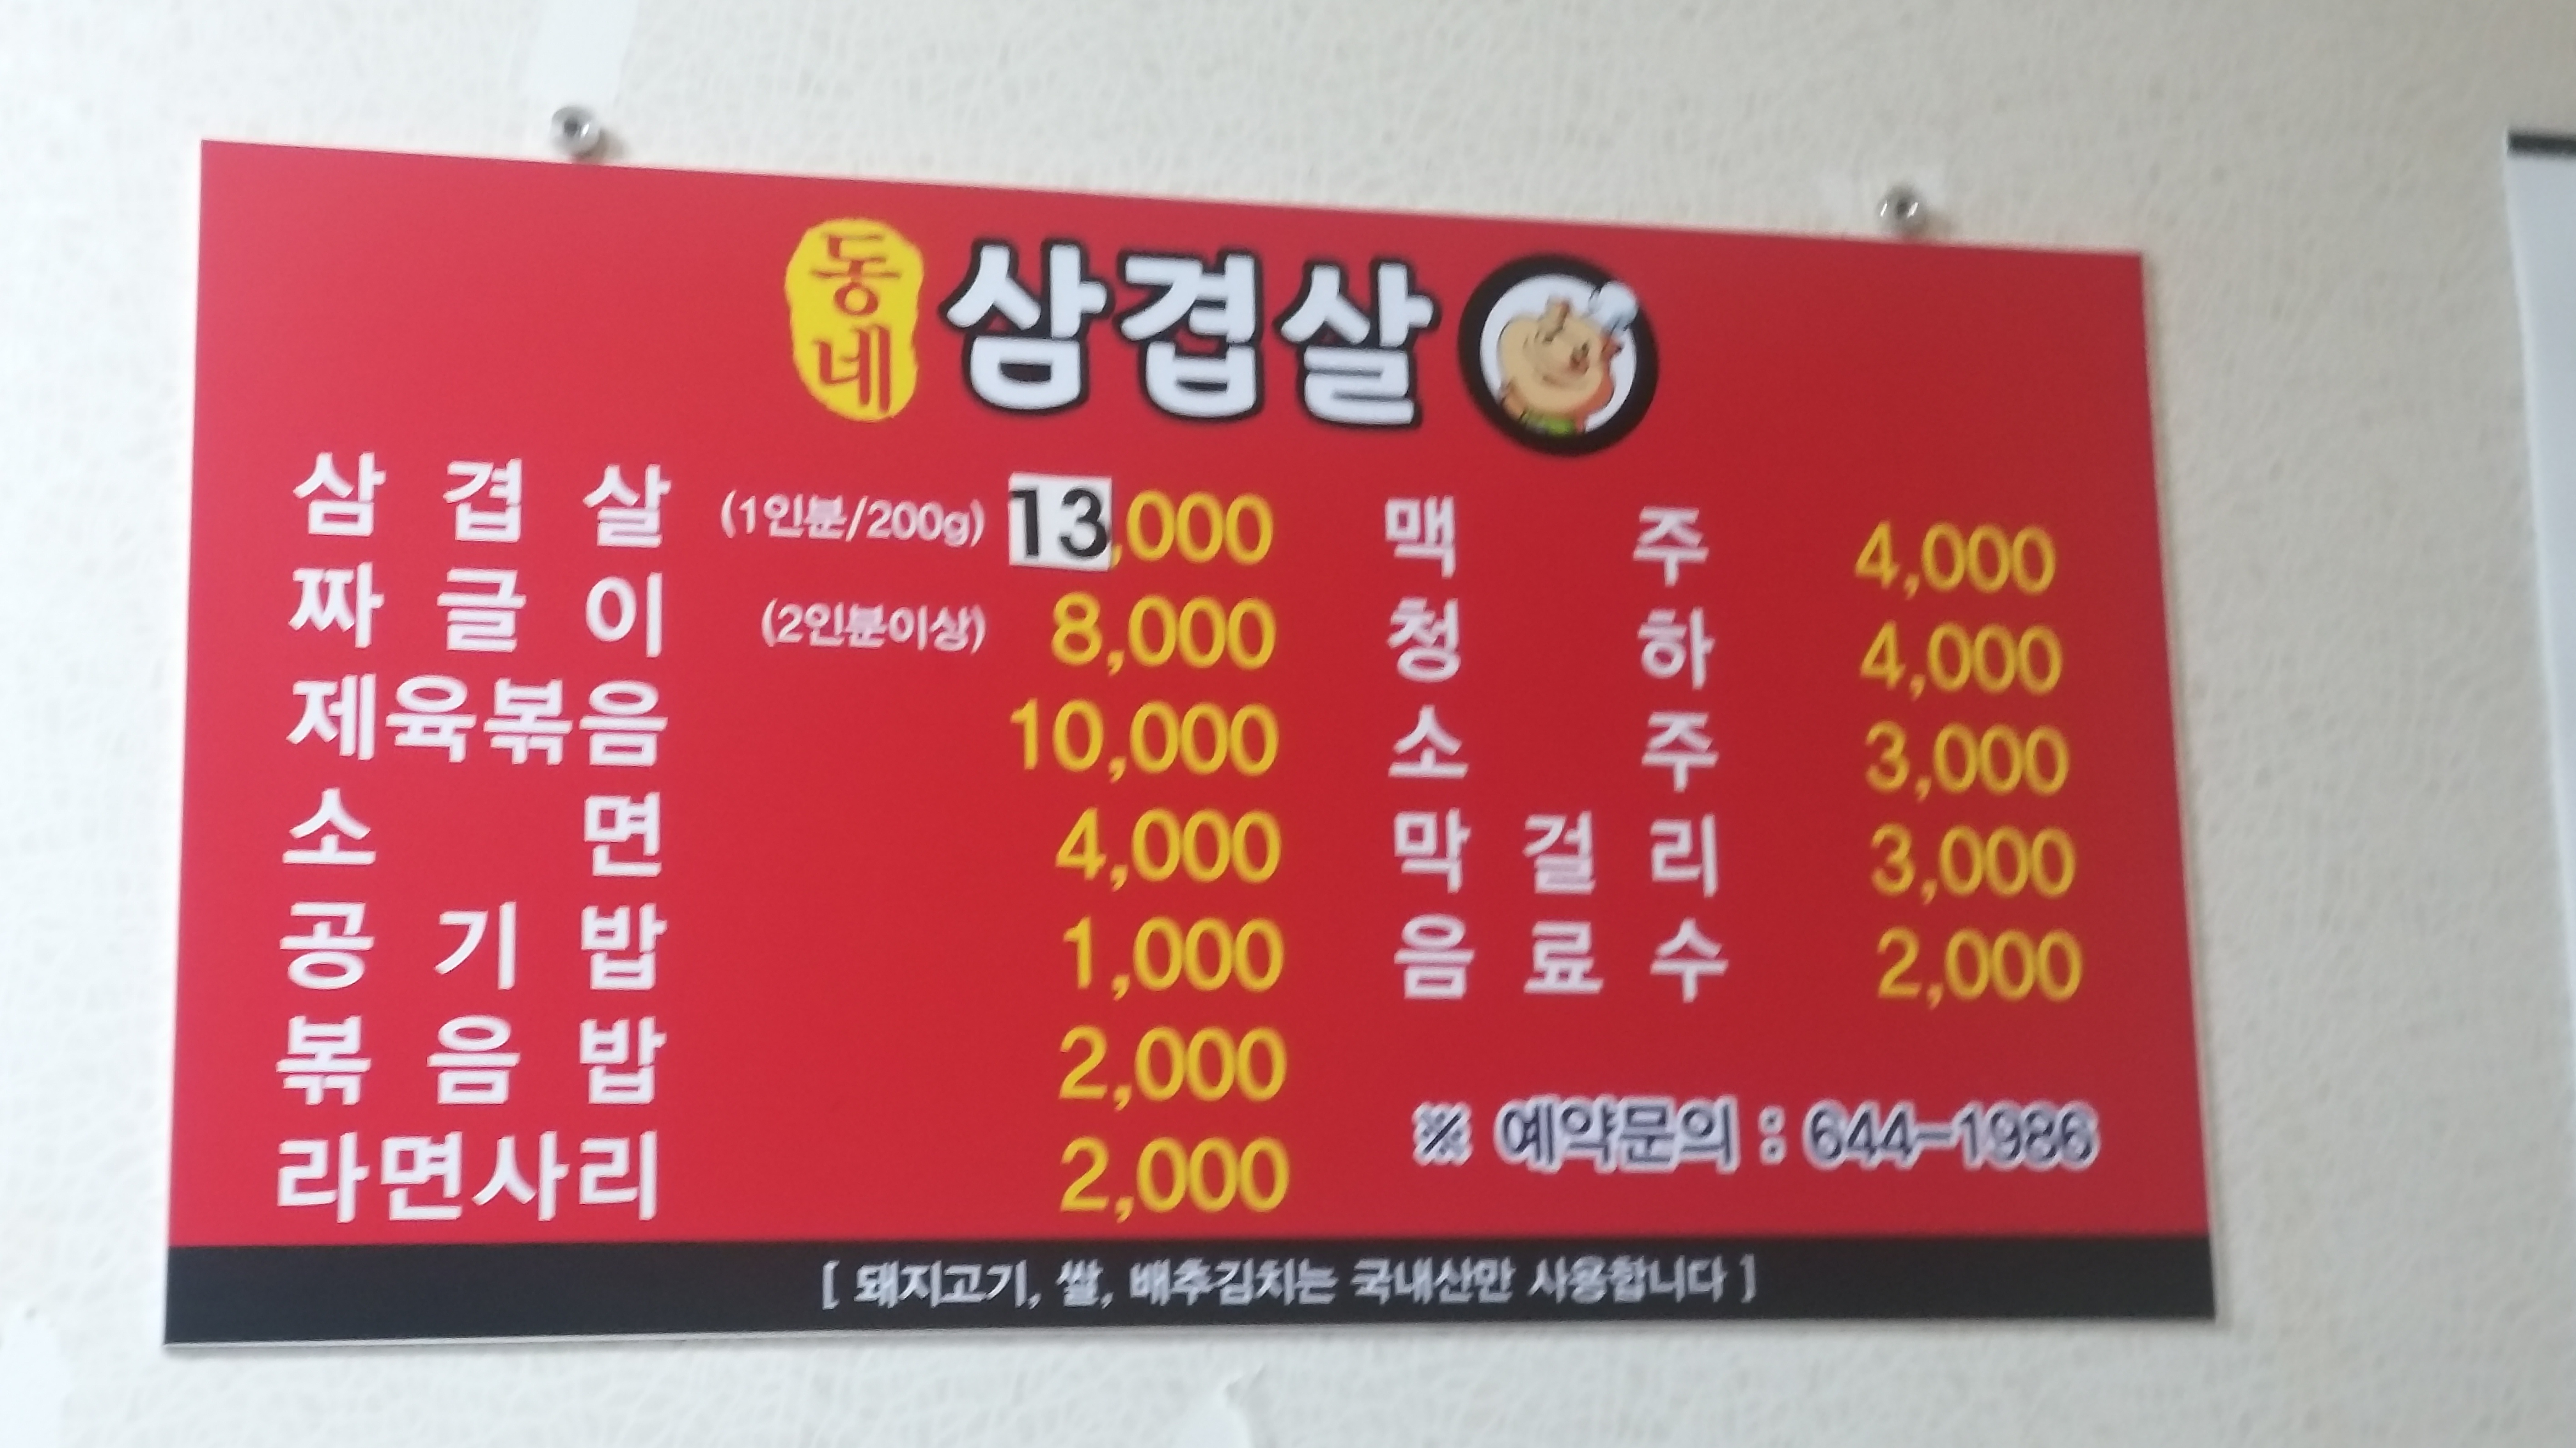 동네 삼겹살
삼겹살 (1인분/200g) 13,000
짜글이 (2인분이상) 8,000
제육볶음 10,000
소면 4,000
공기밥 1,000
볶음밥 2,000
라면사리 2,000
맥주 4,000
청하 4,000
소주 3,000
막걸리 3,000
음료수 2,000
※ 예약문의 : 644-1986
[ 돼지고기, 쌀, 배추김치는 국내산만 사용합니다 ]